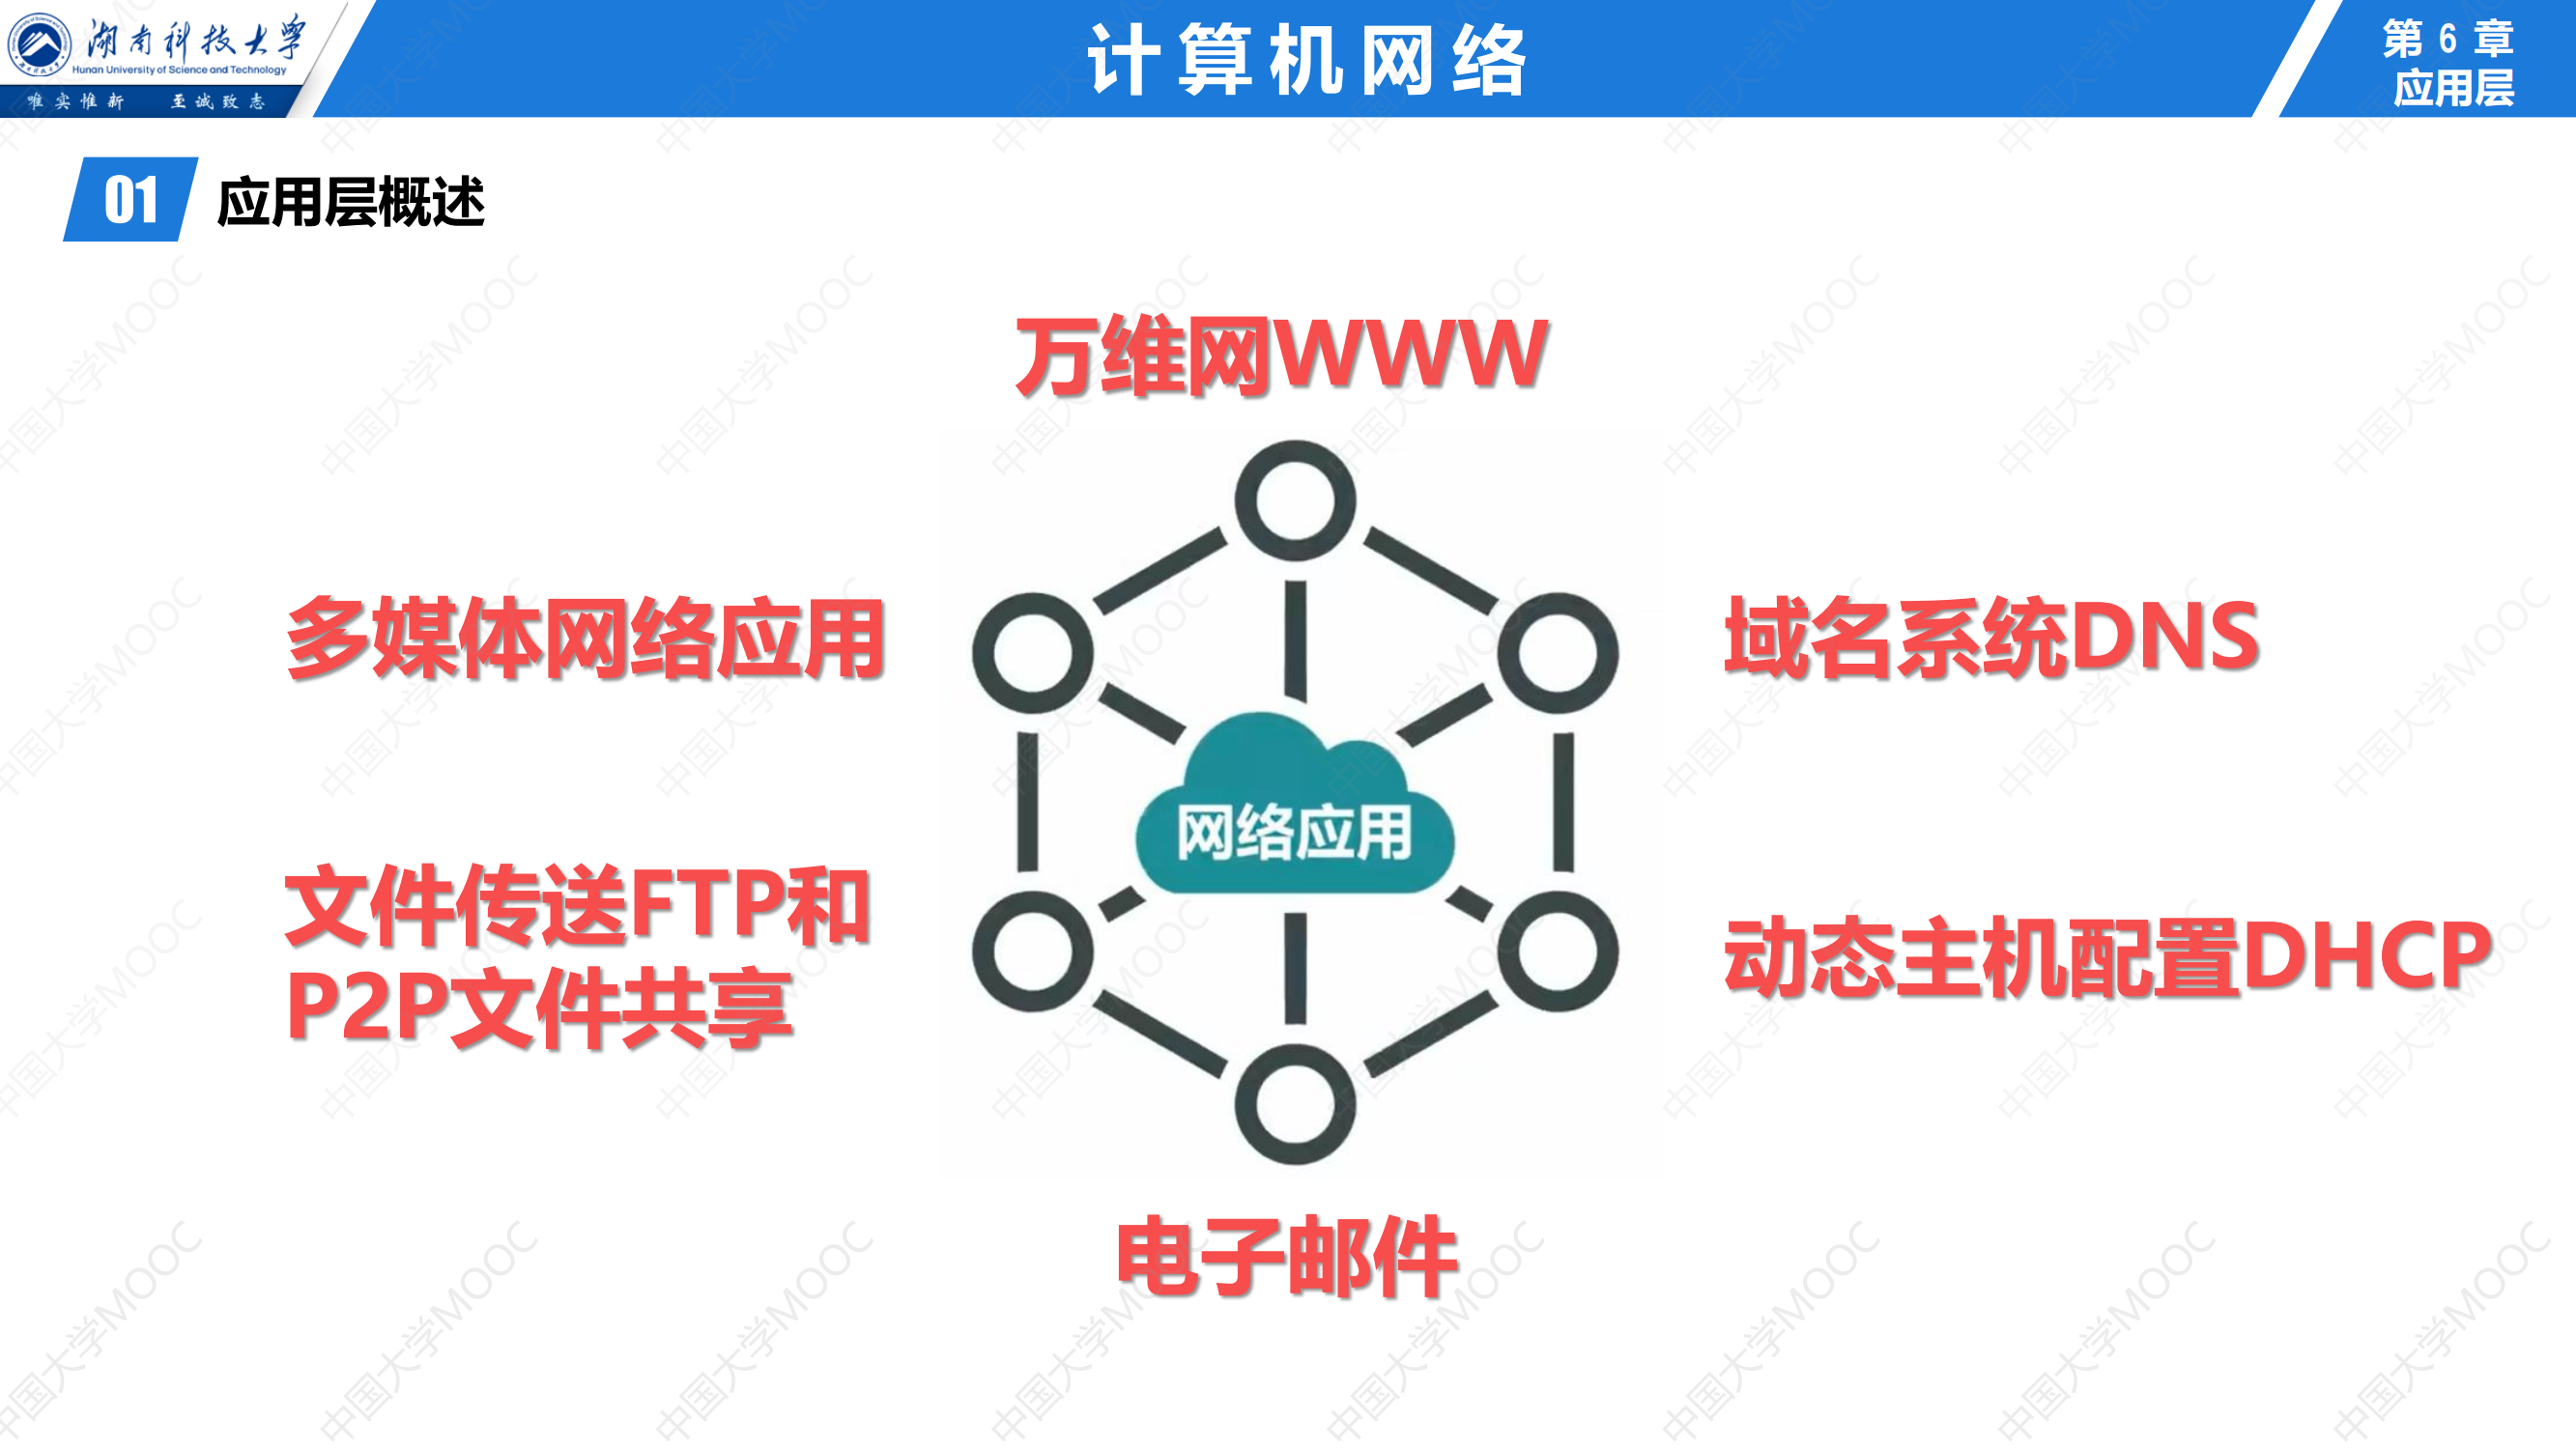 湖南科技大学
Hunan University of Science and Technology
唯实惟新 至诚致志
计算机网络
第 6 章
应用层
01 应用层概述
万维网WWW
多媒体网络应用
域名系统DNS
网络应用
文件传送FTP和
P2P文件共享
动态主机配置DHCP
电子邮件
中国大学MOOC